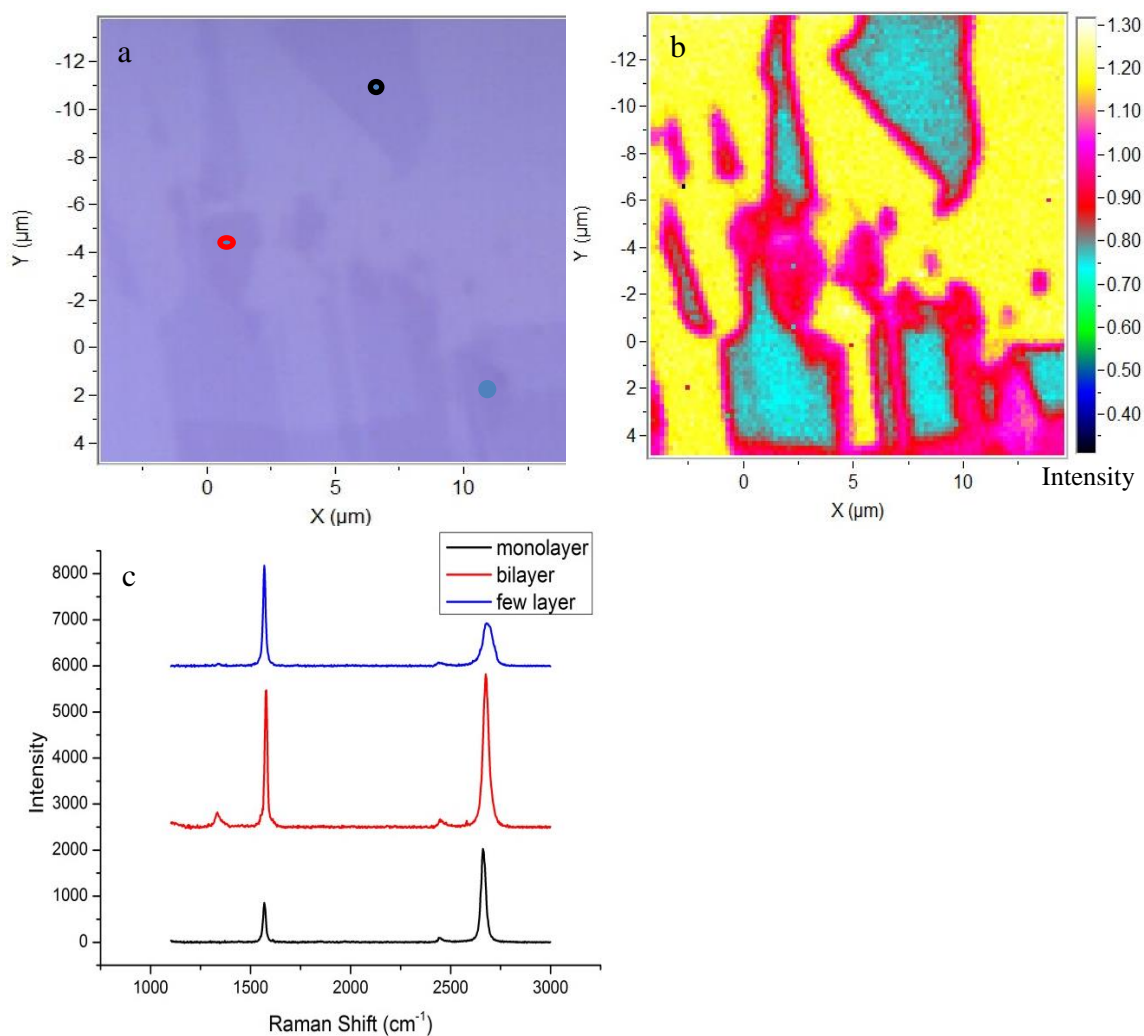 a
-12
-10
-8
-6
-4
-2
0
2
4
Y (µm)
0 5 10
X (µm)
b
-12
-10
-8
-6
-4
-2
0
2
4
Y (µm)
0 5 10
X (µm)
1.30
1.20
1.10
1.00
0.90
0.80
0.70
0.60
0.50
0.40
Intensity
c
monolayer
bilayer
few layer
8000
7000
6000
5000
4000
3000
2000
1000
0
Intensity
1000 1500 2000 2500 3000
Raman Shift (cm⁻¹)